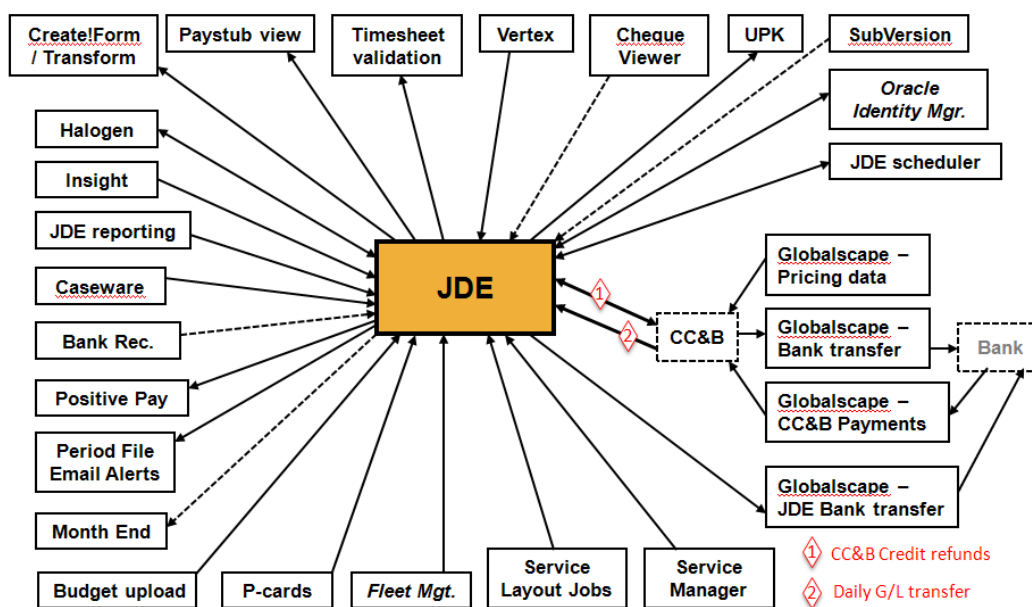 Create!Form
/ Transform
Paystub view
Timesheet
validation
Vertex
Cheque
Viewer
UPK
SubVersion
Oracle
Identity Mgr.
Halogen
JDE scheduler
Insight
JDE reporting
Caseware
Bank Rec.
JDE
1
2
CC&B
Globalscape –
Pricing data
Globalscape –
Bank transfer
Bank
Globalscape –
CC&B Payments
Globalscape –
JDE Bank transfer
Positive Pay
Period File
Email Alerts
Month End
Budget upload
P-cards
Fleet Mgt.
Service
Layout Jobs
Service
Manager
1 CC&B Credit refunds
2 Daily G/L transfer